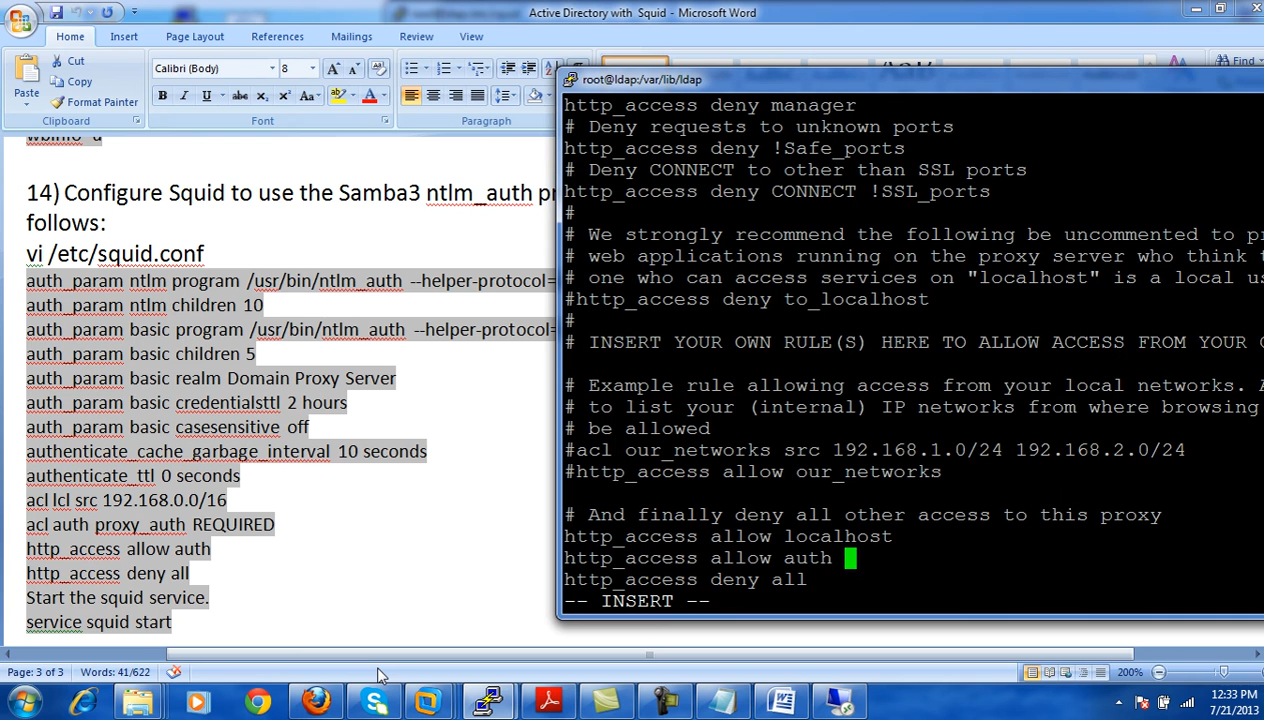 Active Directory with Squid - Microsoft Word
Home Insert Page Layout References Mailings Review View
Paste
Cut
Copy
Format Painter
Clipboard
Calibri (Body) 8
Font
Paragraph
Find
14) Configure Squid to use the Samba3 ntlm_auth
follows:
vi /etc/squid.conf
auth_param ntlm program /usr/bin/ntlm_auth --helper-protocol=
auth_param ntlm children 10
auth_param basic program /usr/bin/ntlm_auth --helper-protocol=
auth_param basic children 5
auth_param basic realm Domain Proxy Server
auth_param basic credentialsttl 2 hours
auth_param basic casesensitive off
authenticate_cache_garbage_interval 10 seconds
authenticate_ttl 0 seconds
acl lcl src 192.168.0.0/16
acl auth proxy_auth REQUIRED
http_access allow auth
http_access deny all
Start the squid service.
service squid start
root@ldap:/var/lib/ldap
http_access deny manager
# Deny requests to unknown ports
http_access deny !Safe_ports
# Deny CONNECT to other than SSL ports
http_access deny CONNECT !SSL_ports
#
# We strongly recommend the following be uncommented to
# web applications running on the proxy server who think
# one who can access services on "localhost" is a local
#http_access deny to_localhost
#
# INSERT YOUR OWN RULE(S) HERE TO ALLOW ACCESS FROM YOUR
# Example rule allowing access from your local networks.
# to list your (internal) IP networks from where browsing
# be allowed
#acl our_networks src 192.168.1.0/24 192.168.2.0/24
#http_access allow our_networks
# And finally deny all other access to this proxy
http_access allow localhost
http_access allow auth
http_access deny all
-- INSERT --
Page: 3 of 3 Words: 41/622 200%
12:33 PM
7/21/2013